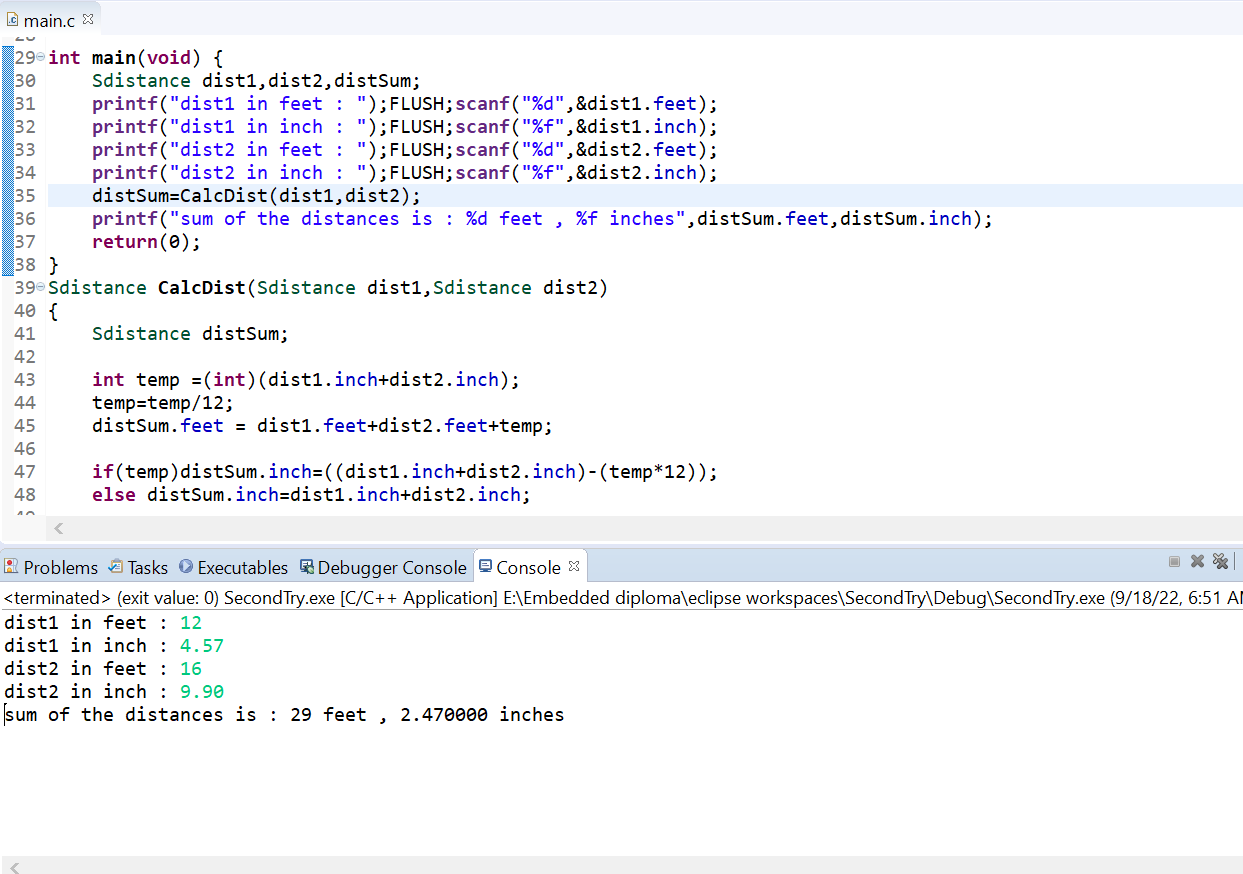 main.c
29 int main(void) {
30 Sdistance dist1,dist2,distSum;
31 printf("dist1 in feet : ");FLUSH;scanf("%d",&dist1.feet);
32 printf("dist1 in inch : ");FLUSH;scanf("%f",&dist1.inch);
33 printf("dist2 in feet : ");FLUSH;scanf("%d",&dist2.feet);
34 printf("dist2 in inch : ");FLUSH;scanf("%f",&dist2.inch);
35 distSum=CalcDist(dist1,dist2);
36 printf("sum of the distances is : %d feet , %f inches",distSum.feet,distSum.inch);
37 return(0);
38 }
39 Sdistance CalcDist(Sdistance dist1,Sdistance dist2)
40 {
41 Sdistance distSum;
42
43 int temp =(int)(dist1.inch+dist2.inch);
44 temp=temp/12;
45 distSum.feet = dist1.feet+dist2.feet+temp;
46
47 if(temp)distSum.inch=((dist1.inch+dist2.inch)-(temp*12));
48 else distSum.inch=dist1.inch+dist2.inch;
Problems Tasks Executables Debugger Console Console
<terminated> (exit value: 0) SecondTry.exe [C/C++ Application] E:\Embedded diploma\eclipse workspaces\SecondTry\Debug\SecondTry.exe (9/18/22, 6:51 AM
dist1 in feet : 12
dist1 in inch : 4.57
dist2 in feet : 16
dist2 in inch : 9.90
sum of the distances is : 29 feet , 2.470000 inches